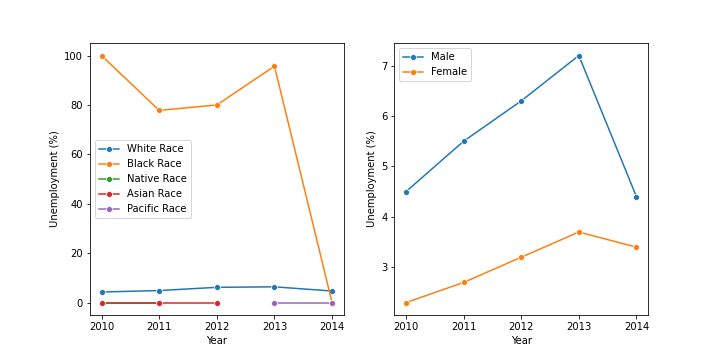 100
80
60
40
20
0
Unemployment (%)
White Race
Black Race
Native Race
Asian Race
Pacific Race
2010 2011 2012 2013 2014
Year
7
6
5
4
3
Unemployment (%)
Male
Female
2010 2011 2012 2013 2014
Year